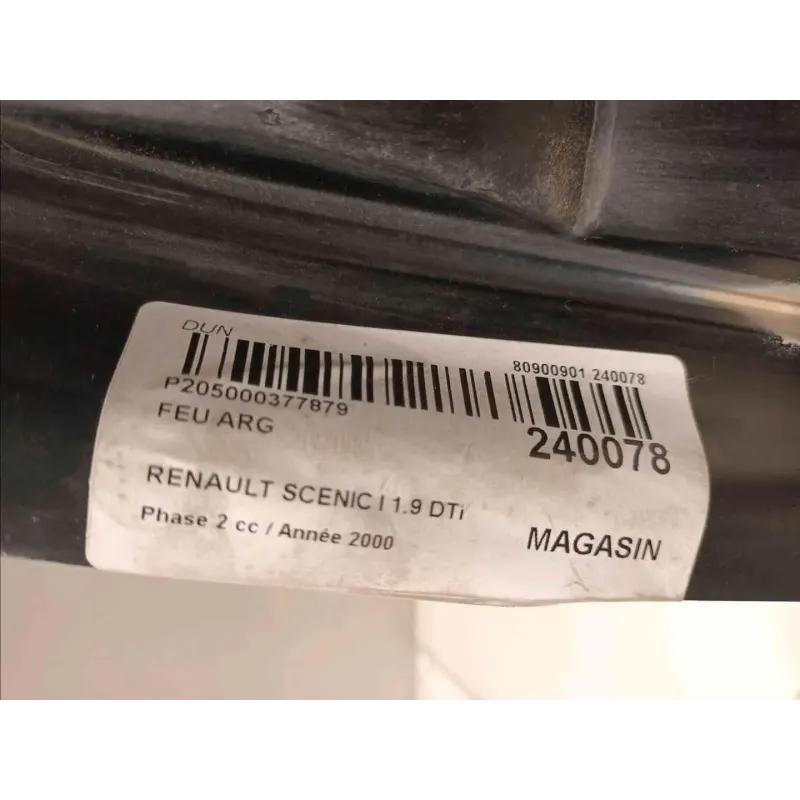 DUN
80900901 240078
P205000377879
FEU ARG
240078
RENAULT SCENIC I 1.9 DTi
Phase 2 cc / Année 2000
MAGASIN